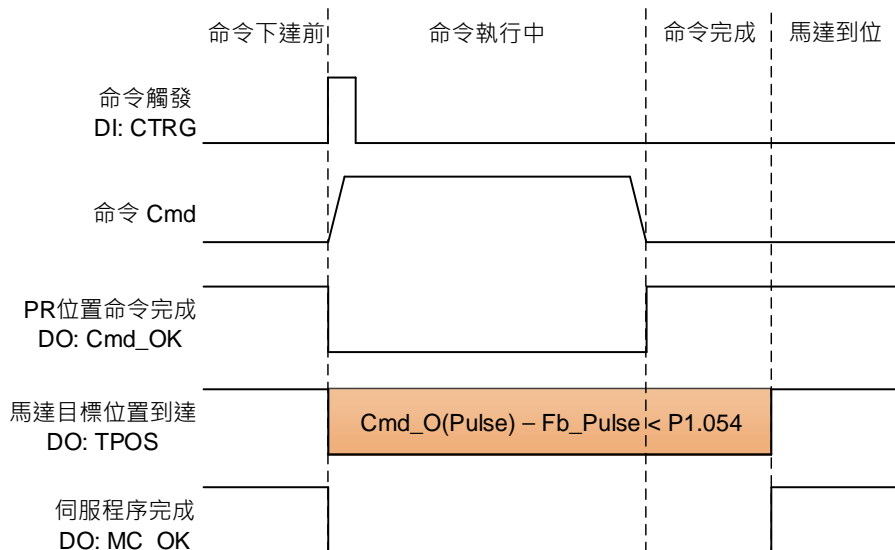 命令下達前 命令執行中 命令完成 馬達到位
命令觸發
DI: CTRG
命令 Cmd
PR位置命令完成
DO: Cmd_OK
馬達目標位置到達
DO: TPOS
Cmd_O(Pulse) – Fb_Pulse < P1.054
伺服程序完成
DO: MC_OK